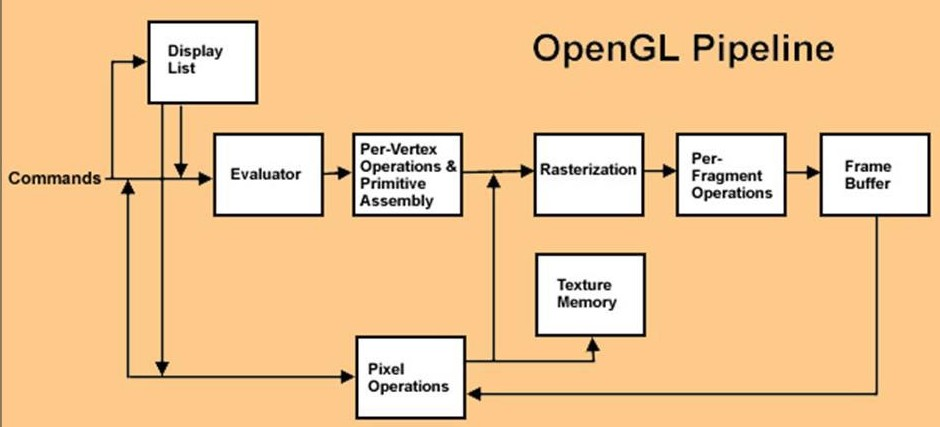 OpenGL Pipeline
Display
List
Commands
Evaluator
Per-Vertex
Operations &
Primitive
Assembly
Rasterization
Per-
Fragment
Operations
Frame
Buffer
Texture
Memory
Pixel
Operations